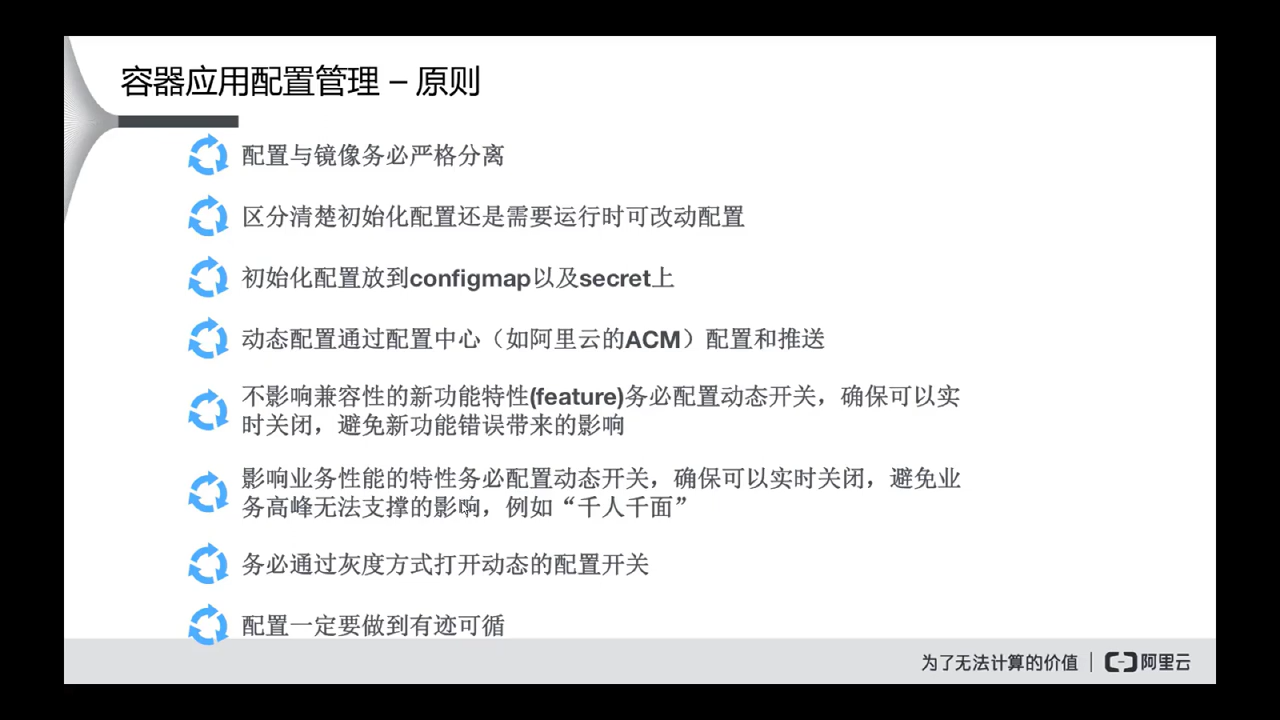 容器应用配置管理 – 原则
配置与镜像务必严格分离
区分清楚初始化配置还是需要运行时可改动配置
初始化配置放到configmap以及secret上
动态配置通过配置中心（如阿里云的ACM）配置和推送
不影响兼容性的新功能特性(feature)务必配置动态开关，确保可以实
时关闭，避免新功能错误带来的影响
影响业务性能的特性务必配置动态开关，确保可以实时关闭，避免业
务高峰无法支撑的影响，例如“千人千面”
务必通过灰度方式打开动态的配置开关
配置一定要做到有迹可循
为了无法计算的价值 | 阿里云